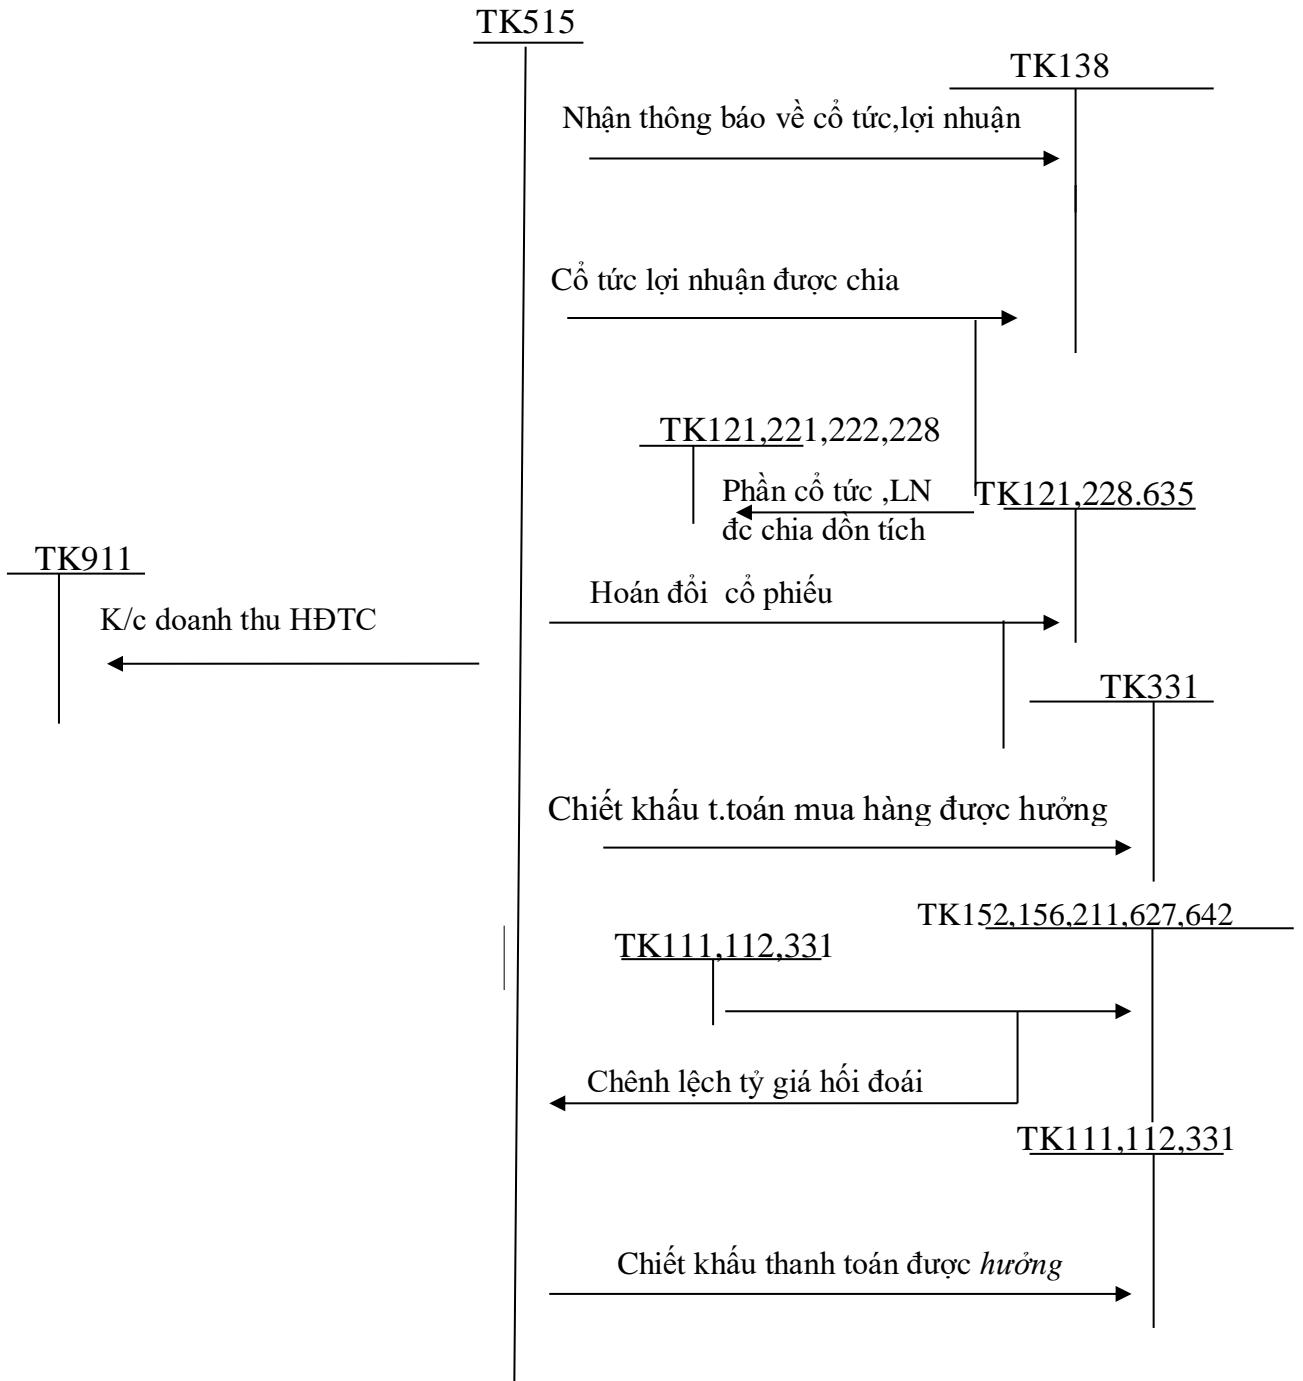 TK515
TK138
Nhận thông báo về cổ tức,lợi nhuận
Cổ tức lợi nhuận được chia
TK121,221,222,228
Phần cổ tức ,LN
đc chia dồn tích
TK121,228.635
TK911
K/c doanh thu HĐTC
Hoán đổi cổ phiếu
TK331
Chiết khấu t.toán mua hàng được hưởng
TK152,156,211,627,642
TK111,112,331
Chênh lệch tỷ giá hối đoái
TK111,112,331
Chiết khấu thanh toán được hưởng